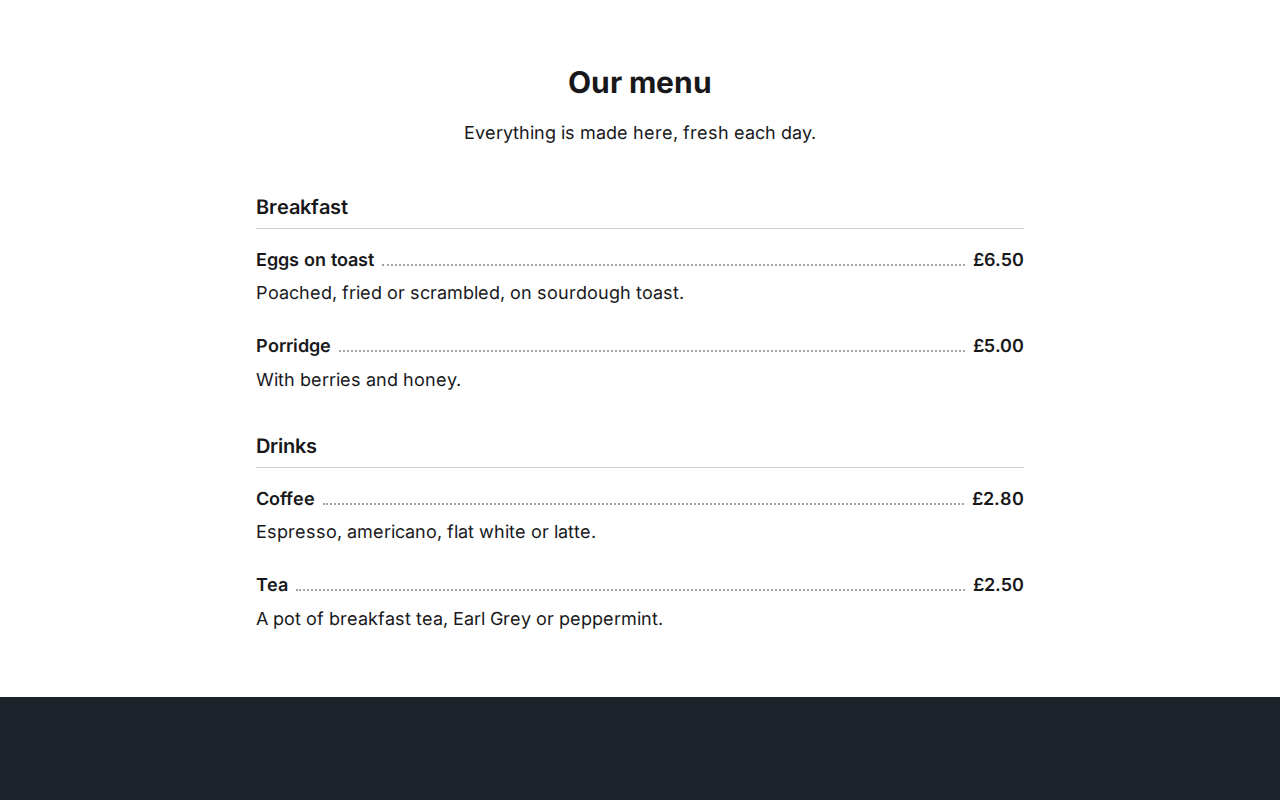 Our menu
Everything is made here, fresh each day.
Breakfast
Eggs on toast £6.50
Poached, fried or scrambled, on sourdough toast.
Porridge £5.00
With berries and honey.
Drinks
Coffee £2.80
Espresso, americano, flat white or latte.
Tea £2.50
A pot of breakfast tea, Earl Grey or peppermint.